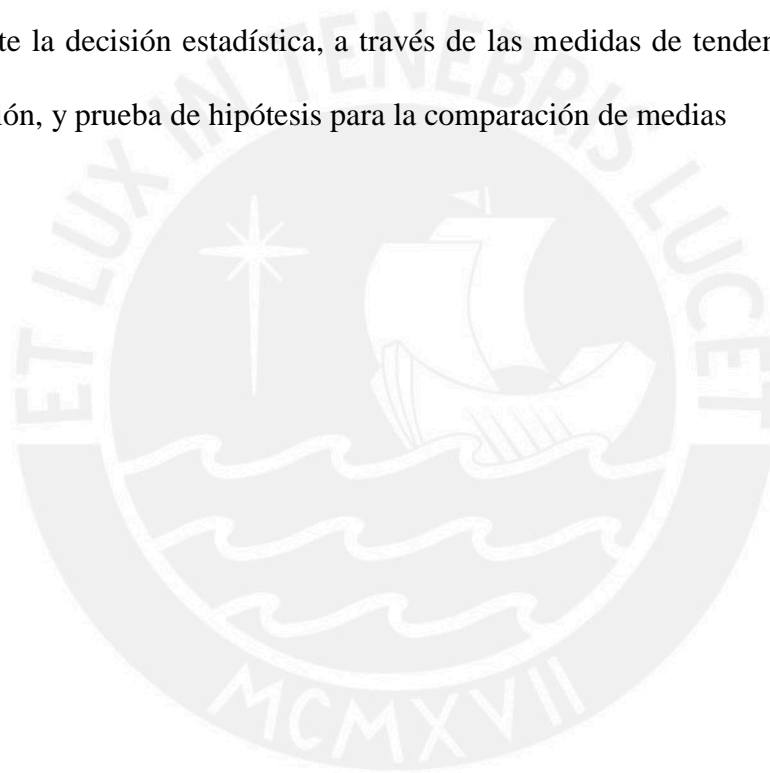 te la decisión estadística, a través de las medidas de tender
ión, y prueba de hipótesis para la comparación de medias
ET LUX IN TENEBRIS LUCET
MCMXVII